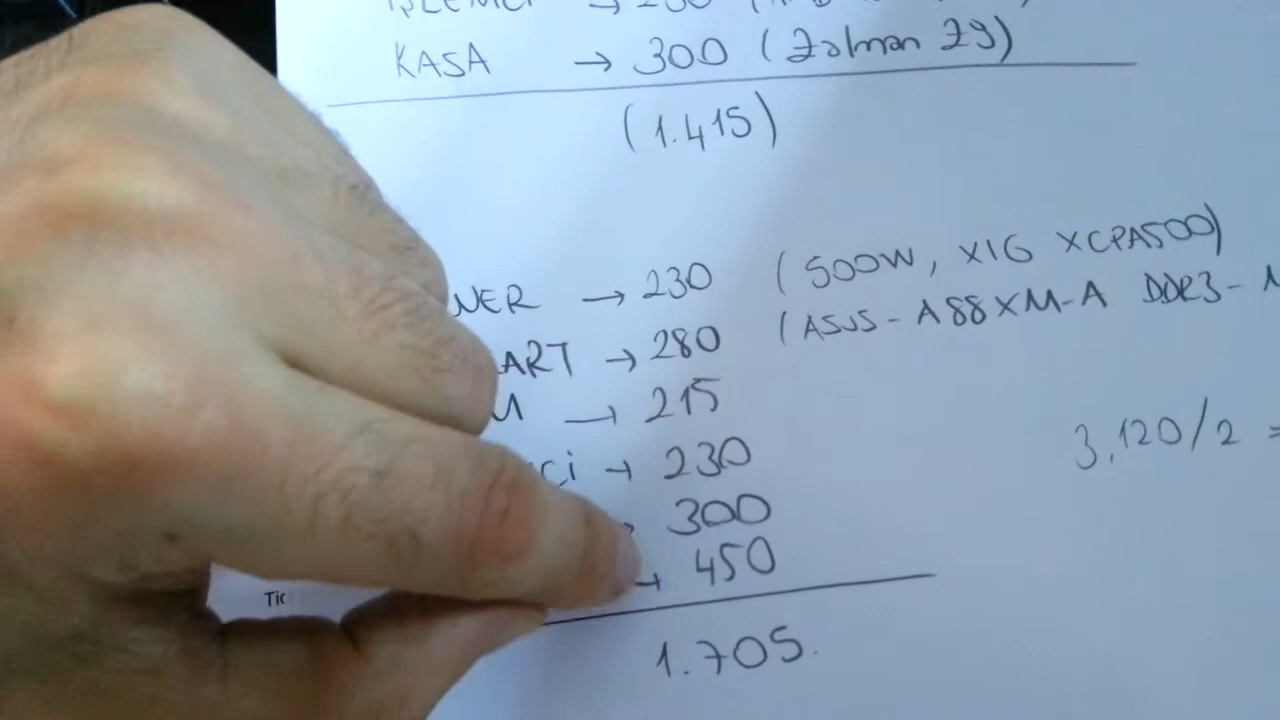 KASA → 300 (Zalman Z9)
(1.415)
NER → 230 (500W, XIG XCPA500)
ART → 280 (ASUS - A88XM-A DDR3 -
→ 215
ci → 230
300
→ 450
1.705
3,120/2 =
Tic